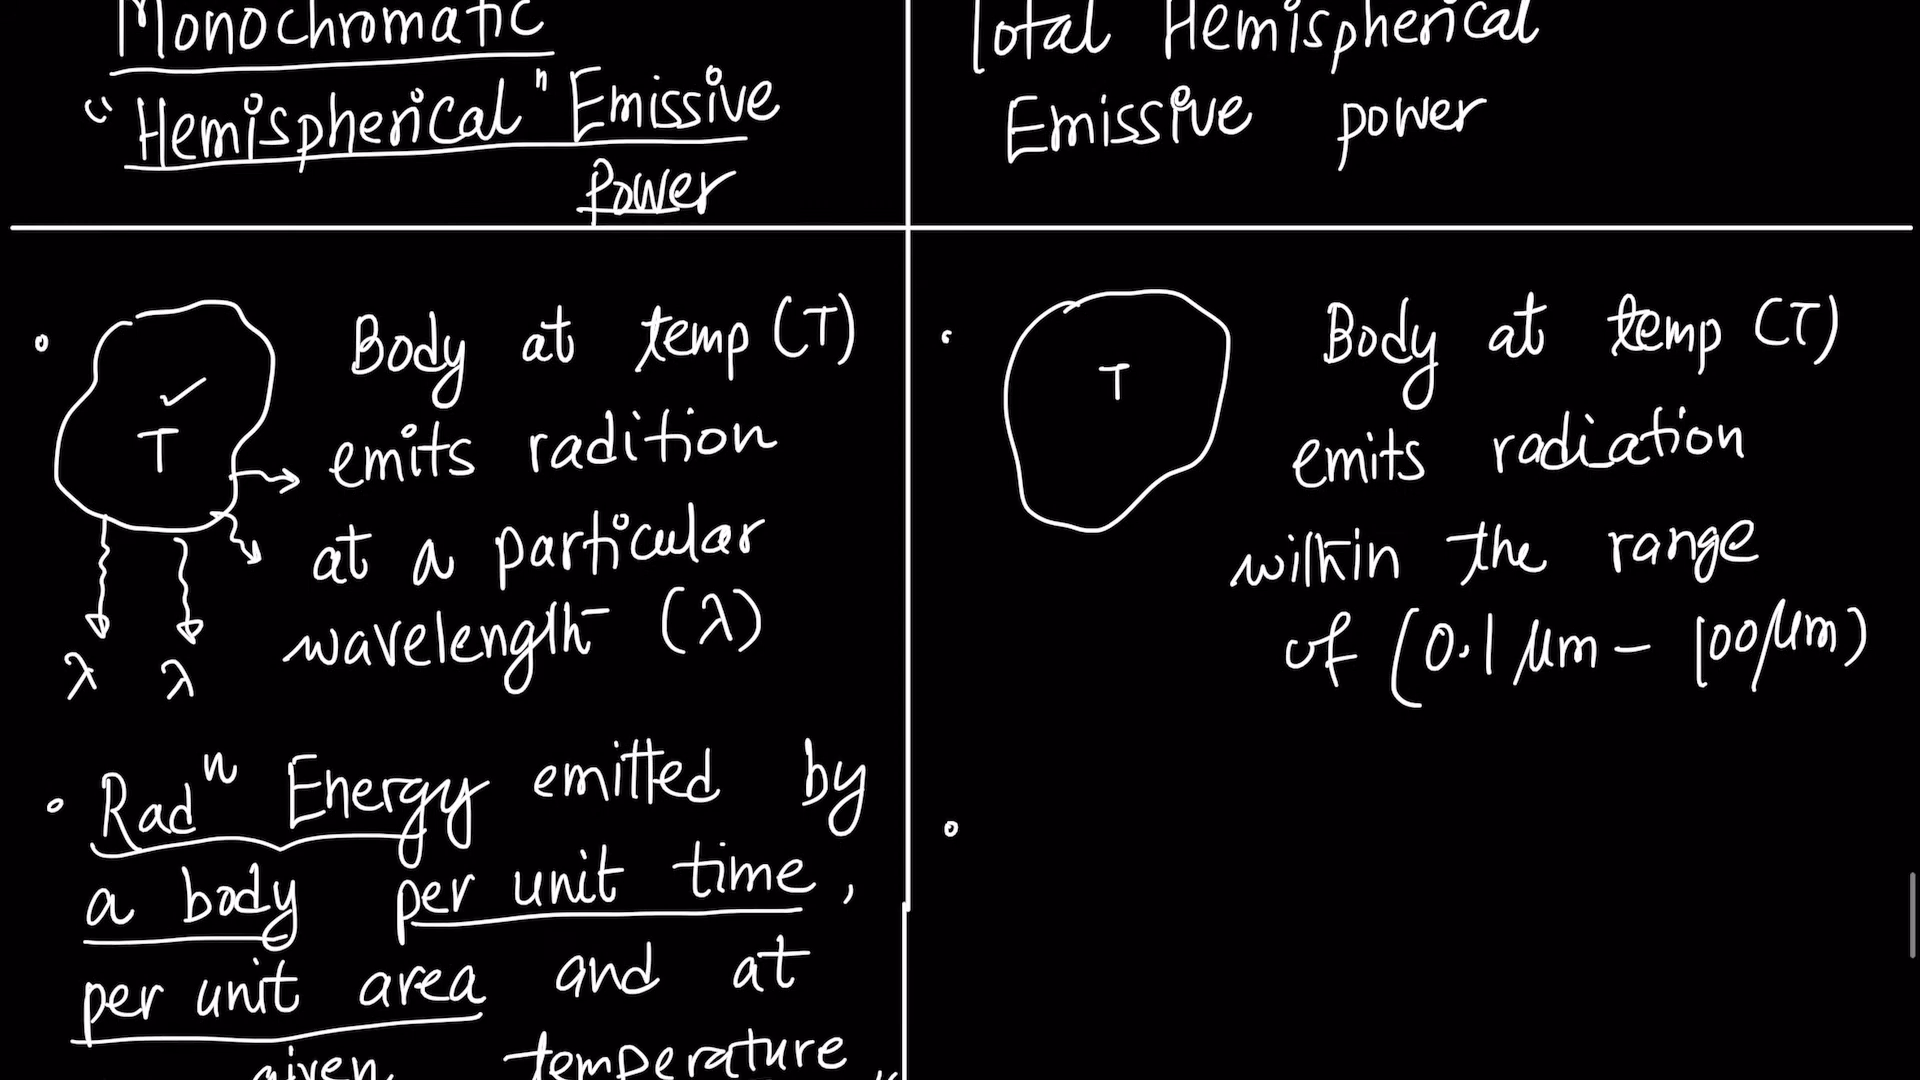 Monochromatic
"Hemispherical" Emissive
Power
Total Hemispherical
Emissive power
T
Body at temp (T)
emits radition
at a particular
wavelength (λ)
λ λ
• Radⁿ Energy emitted by
a body per unit time,
per unit area and at
given temperature
T
Body at temp (T)
emits radiation
within the range
of (0.1 μm - 100μm)